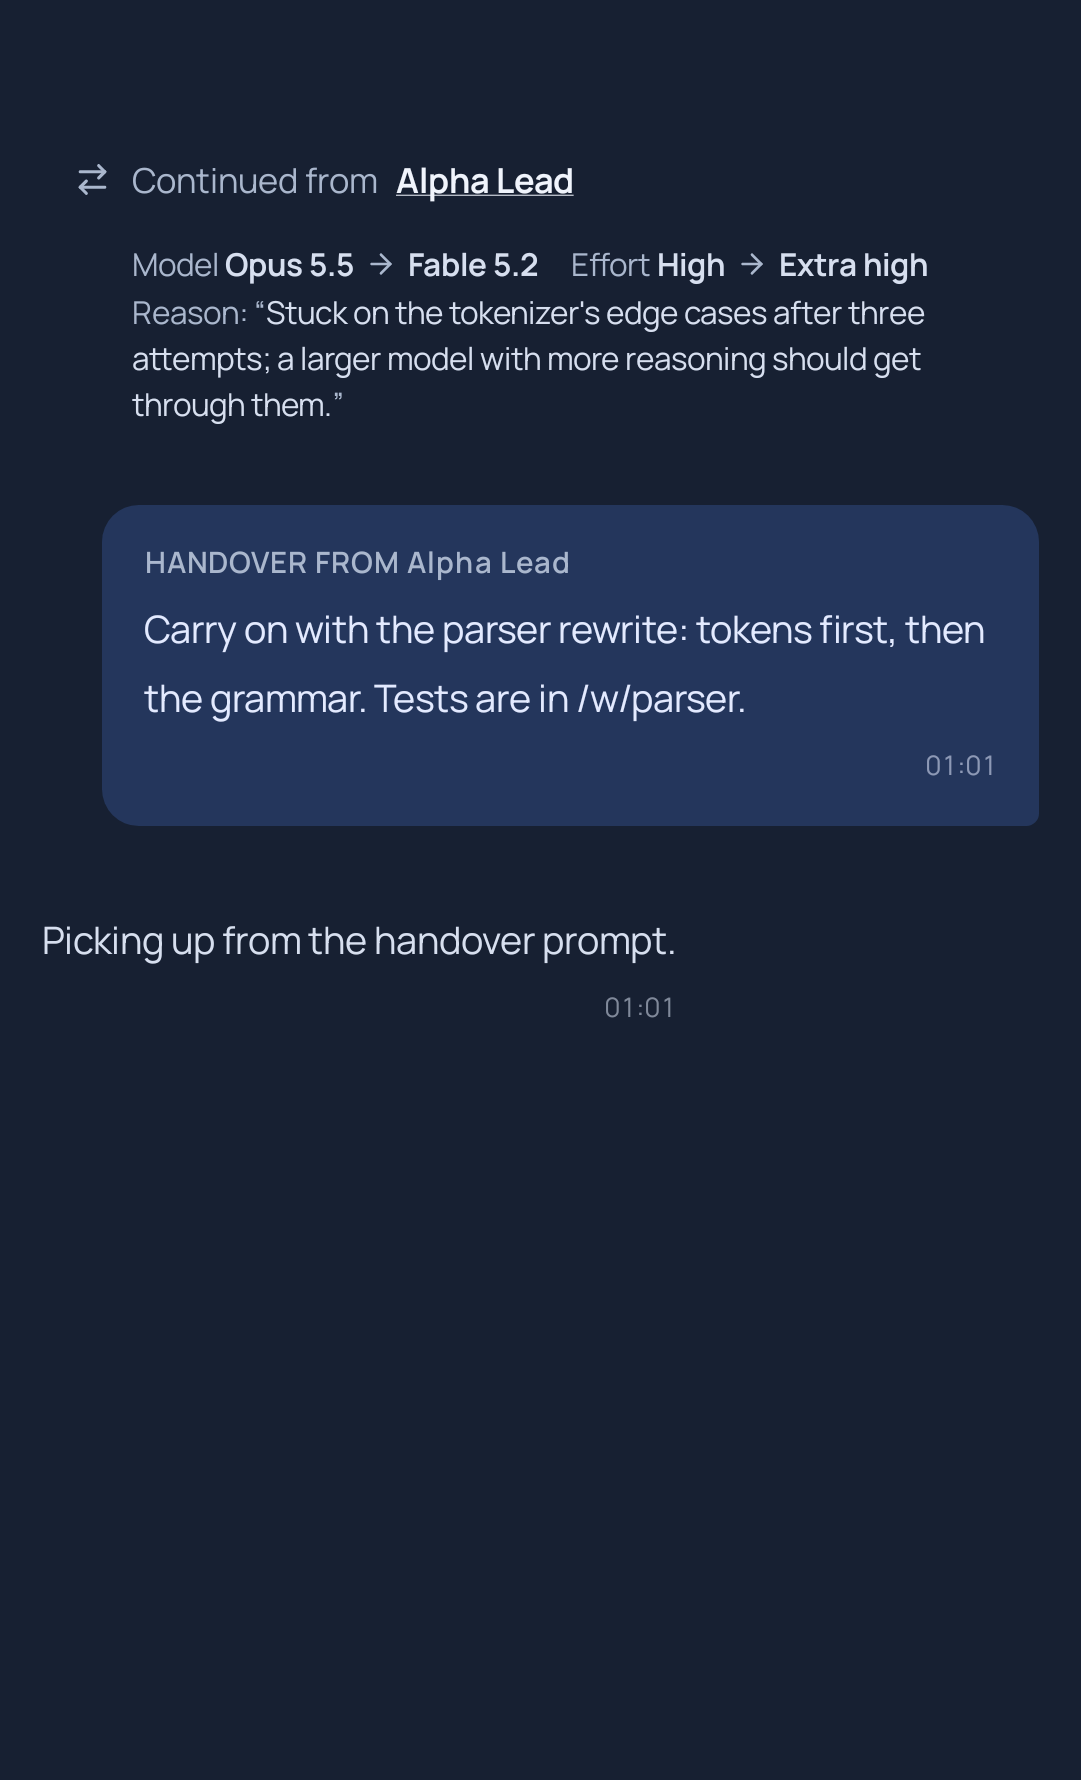 Continued from Alpha Lead
Model Opus 5.5 → Fable 5.2 Effort High → Extra high
Reason: “Stuck on the tokenizer's edge cases after three
attempts; a larger model with more reasoning should get
through them.”
HANDOVER FROM Alpha Lead
Carry on with the parser rewrite: tokens first, then
the grammar. Tests are in /w/parser.
01:01
Picking up from the handover prompt.
01:01